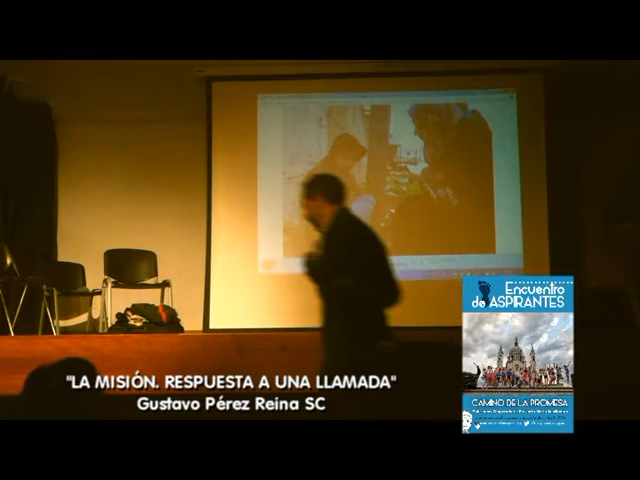 "LA MISIÓN. RESPUESTA A UNA LLAMADA"
Gustavo Pérez Reina SC
Encuentro
de ASPIRANTES
CAMINO DE LA PROMESA